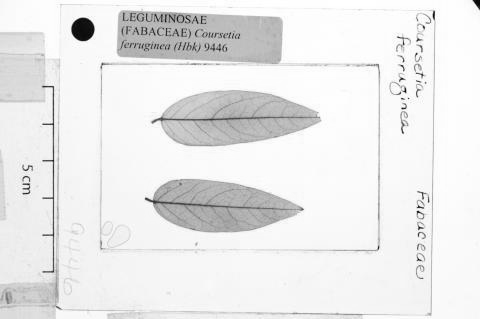 LEGUMINOSAE
(FABACEAE) Coursetia
ferruginea (Hbk) 9446
Coursetia
ferruginea
Fabaceae
5 cm
9446